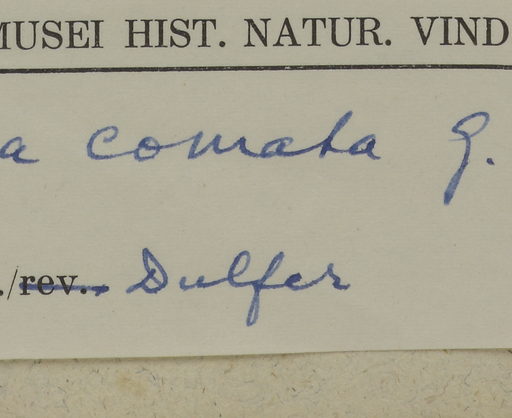 MUSEI HIST. NATUR. VIND
a comata G.
./rev.. Dulfer